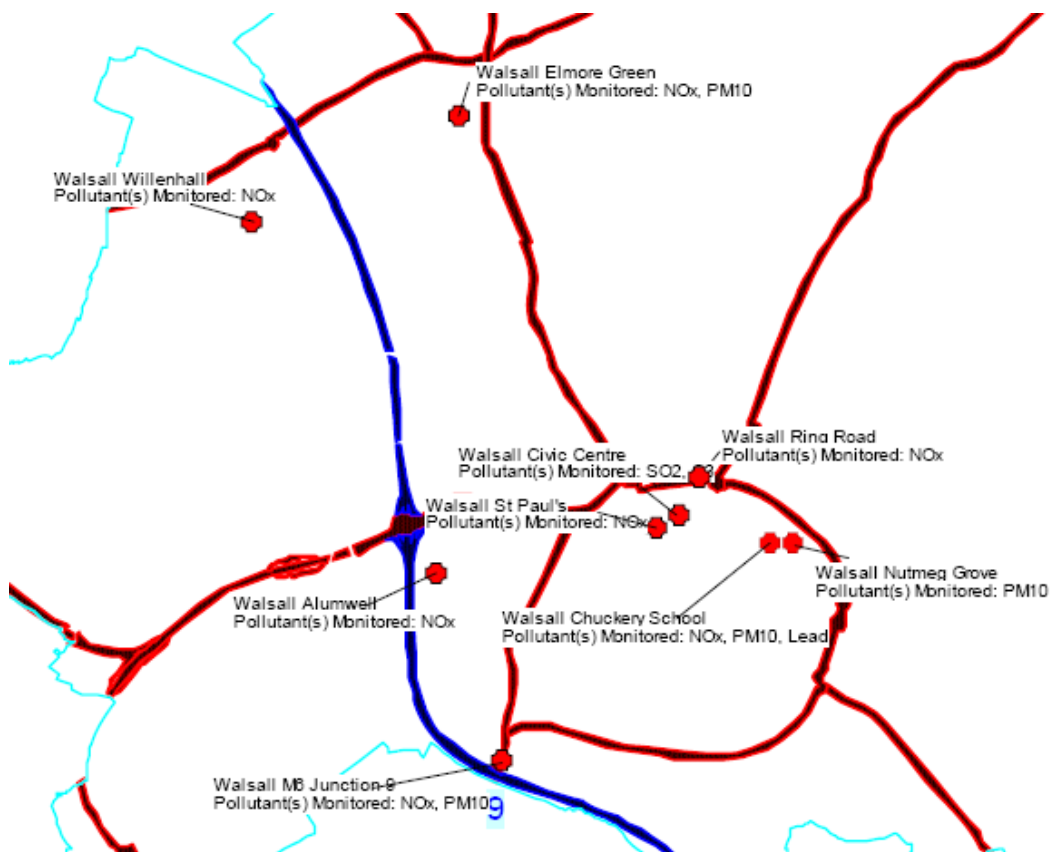 Walsall Elmore Green
Pollutant(s) Monitored: NOx, PM10
Walsall Willenhall
Pollutant(s) Monitored: NOx
Walsall Ring Road
Pollutant(s) Monitored: NOx
Walsall Civic Centre
Pollutant(s) Monitored: SO2, O3
Walsall St Paul's
Pollutant(s) Monitored: NOx
Walsall Nutmeg Grove
Pollutant(s) Monitored: PM10
Walsall Alumwell
Pollutant(s) Monitored: NOx
Walsall Chuckery School
Pollutant(s) Monitored: NOx, PM10, Lead
Walsall M6 Junction 9
Pollutant(s) Monitored: NOx, PM10
9